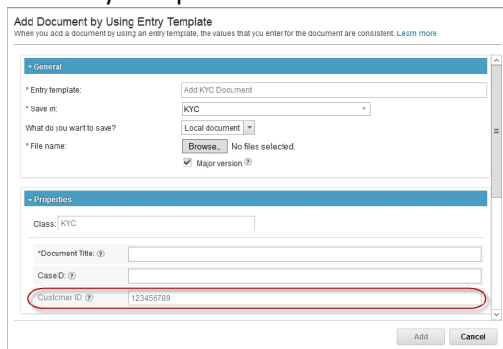 Add Document by Using Entry Template
When you add a document by using an entry template, the values that you enter for the document are consistent. Learn more
General
* Entry template: Add KYC Document
* Save in: KYC
What do you want to save? Local document
* File name: Browse.. No files selected.
Major version ?
Properties
Class: KYC
*Document Title: ?
CaseID: ?
Customer ID ? 123456789
Add Cancel